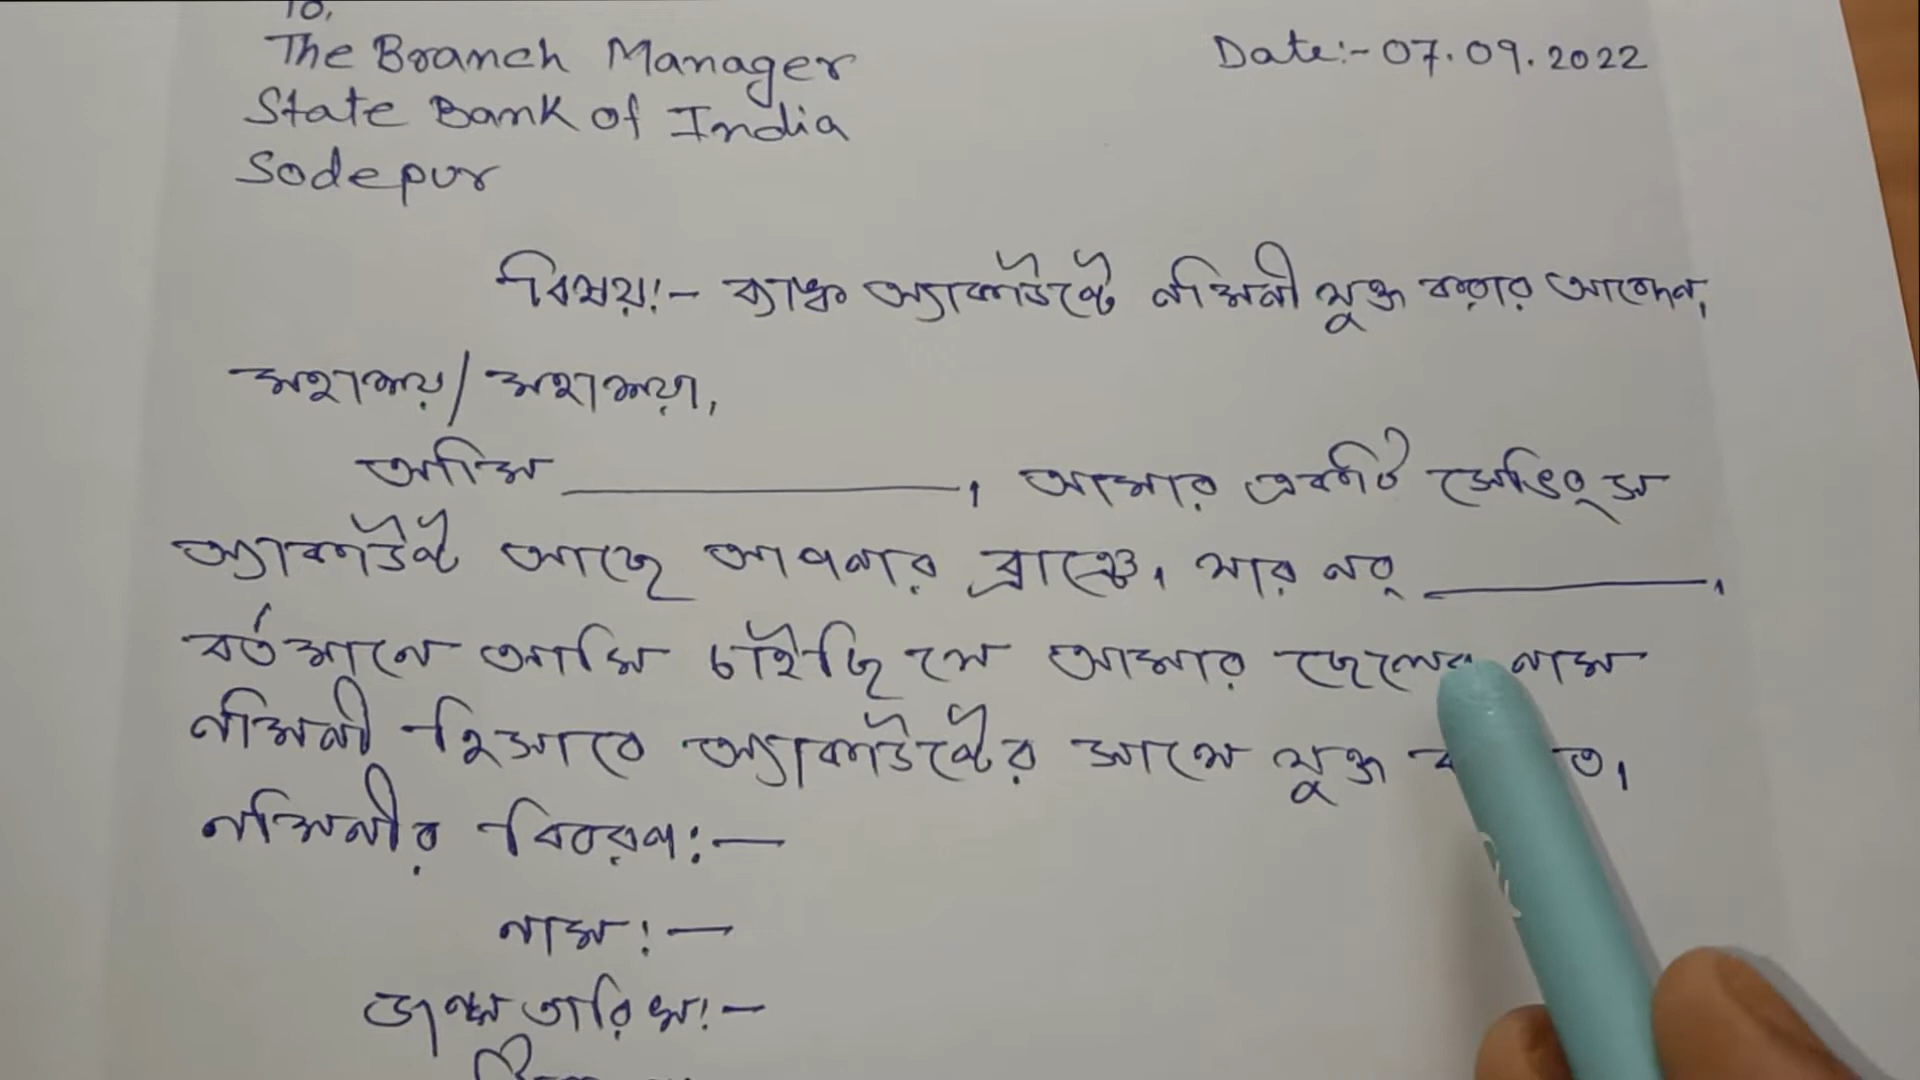 To,
The Branch Manager
Date:- 07.09.2022
State Bank of India
Sodepur
বিষয়:- ব্যাঙ্ক অ্যাকাউন্টে নমিনী যুক্ত করার আবেদন,
মহাশয়/ মহাশয়া,
আমি ____________, আমার একটি সেভিংস
অ্যাকাউন্ট আছে আপনার ব্রাঞ্চে, যার নং ____________,
বর্তমানে আমি চাইছি যে আমার ছেলের নাম
নমিনী হিসাবে অ্যাকাউন্টের সাথে যুক্ত
নমিনীর বিবরণ:-
নাম:-
জন্ম তারিখ:-